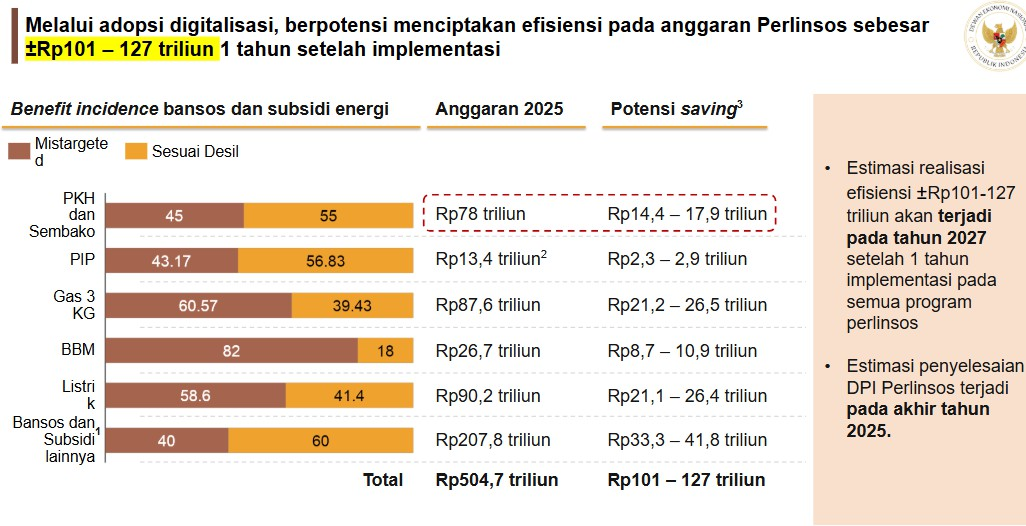 Melalui adopsi digitalisasi, berpotensi menciptakan efisiensi pada anggaran Perlinsos sebesar
±Rp101 – 127 triliun 1 tahun setelah implementasi
DEWAN EKONOMI NASIONAL
REPUBLIK INDONESIA
Benefit incidence bansos dan subsidi energi
Anggaran 2025
Potensi saving³
Mistargete
d
Sesuai Desil
PKH
dan
Sembako
45 55
Rp78 triliun
Rp14,4 – 17,9 triliun
PIP
43.17 56.83
Rp13,4 triliun²
Rp2,3 – 2,9 triliun
Gas 3
KG
60.57 39.43
Rp87,6 triliun
Rp21,2 – 26,5 triliun
BBM
82 18
Rp26,7 triliun
Rp8,7 – 10,9 triliun
Listri
k
58.6 41.4
Rp90,2 triliun
Rp21,1 – 26,4 triliun
Bansos dan
Subsidi¹
lainnya
40 60
Rp207,8 triliun
Rp33,3 – 41,8 triliun
Total
Rp504,7 triliun
Rp101 – 127 triliun
• Estimasi realisasi
efisiensi ±Rp101-127
triliun akan terjadi
pada tahun 2027
setelah 1 tahun
implementasi pada
semua program
perlinsos
• Estimasi penyelesaian
DPI Perlinsos terjadi
pada akhir tahun
2025.